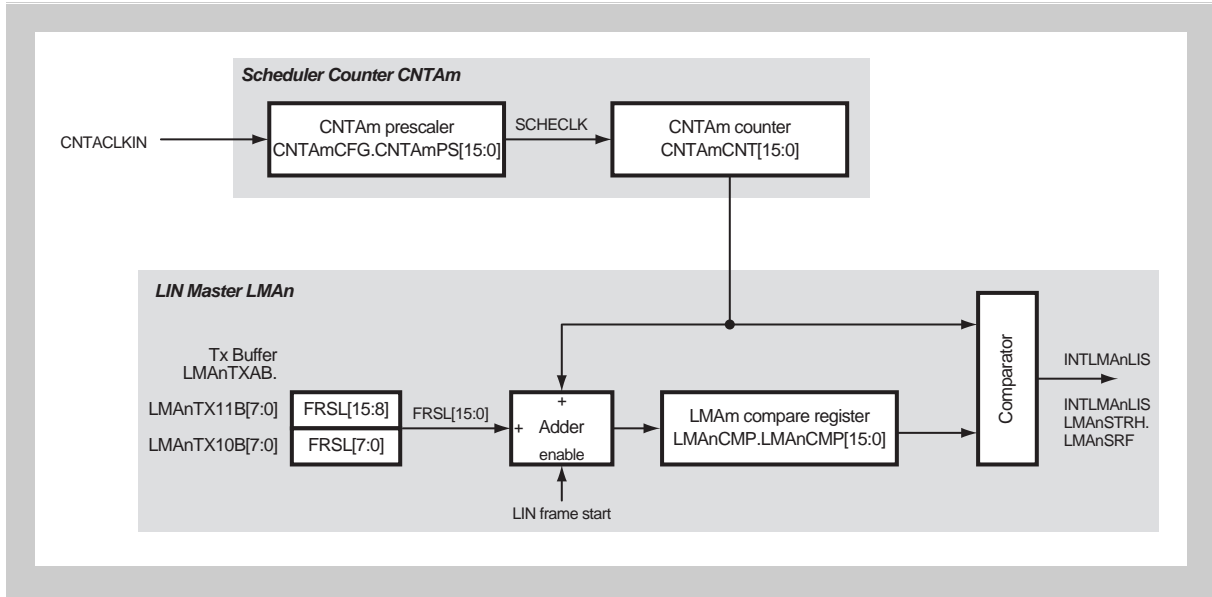 Scheduler Counter CNTAm
CNTACLKIN
CNTAm prescaler
CNTAmCFG.CNTAmPS[15:0]
SCHECLK
CNTAm counter
CNTAmCNT[15:0]
LIN Master LMAn
Tx Buffer
LMAnTXAB.
LMAnTX11B[7:0]
FRSL[15:8]
LMAnTX10B[7:0]
FRSL[7:0]
FRSL[15:0]
+
+
Adder
enable
LIN frame start
LMAm compare register
LMAnCMP.LMAnCMP[15:0]
Comparator
INTLMAnLIS
INTLMAnLIS
LMAnSTRH.
LMAnSRF